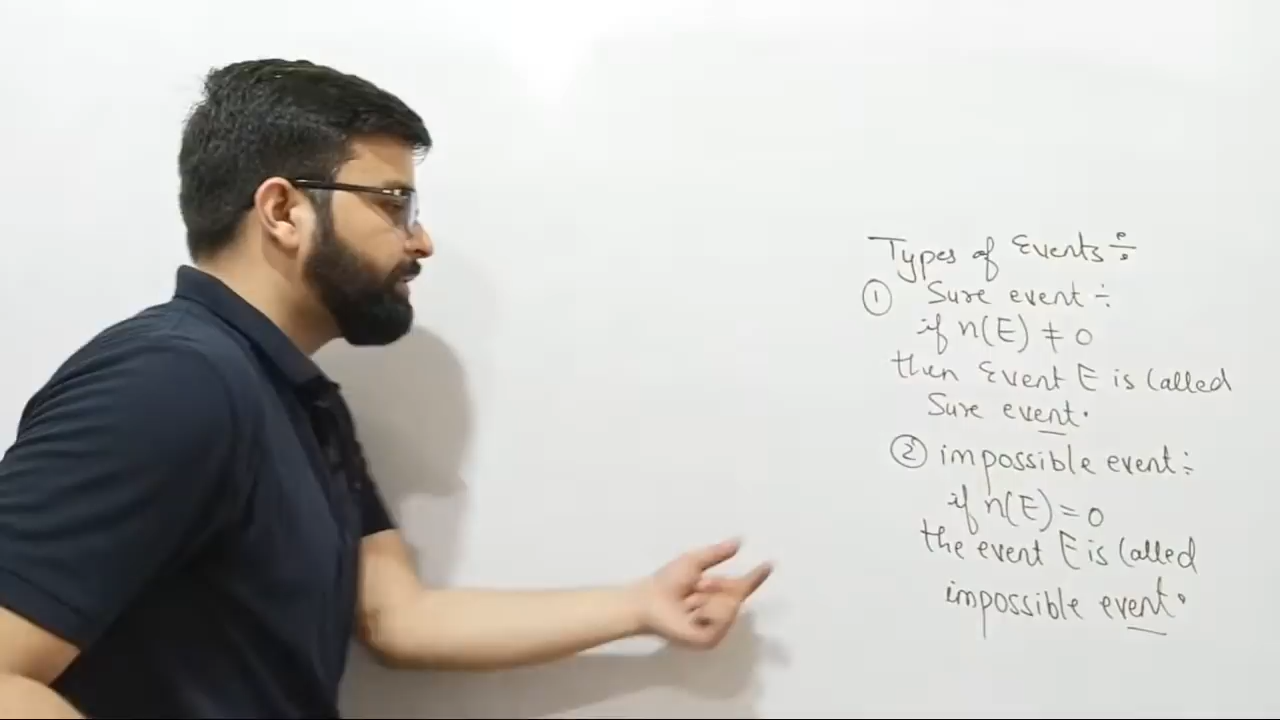 Types of Events ÷
① Sure event ÷
if n(E) ≠ 0
then Event E is called
Sure event.
② impossible event ÷
if n(E) = 0
the event E is called
impossible event.